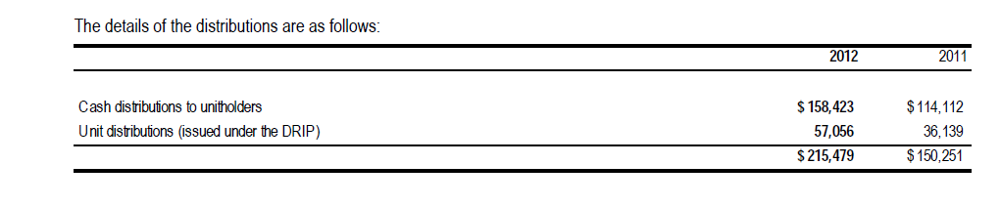 The details of the distributions are as follows:
2012 2011
Cash distributions to unitholders $ 158,423 $ 114,112
Unit distributions (issued under the DRIP) 57,056 36,139
$ 215,479 $ 150,251